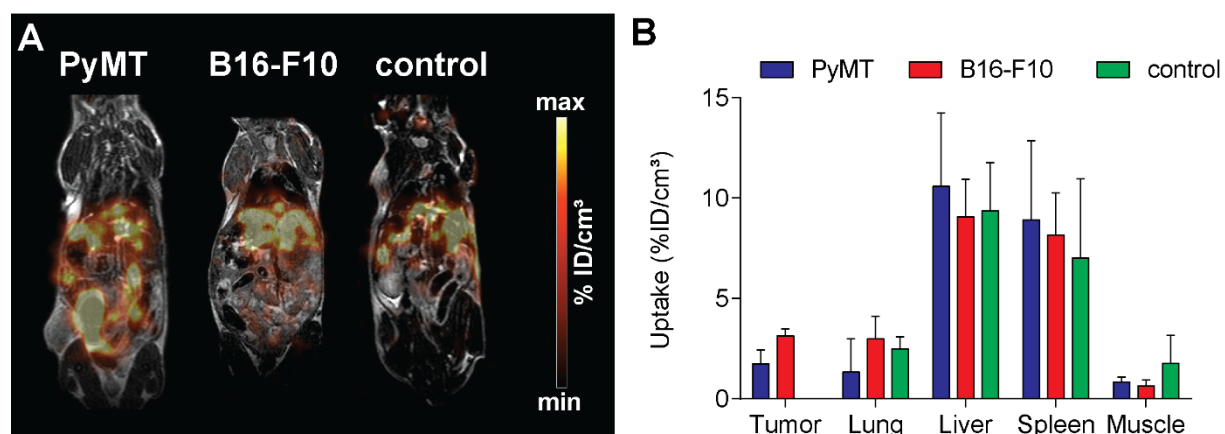 A
PyMT
B16-F10
control
max
% ID/cm³
min
B
PyMT
B16-F10
control
Uptake (%ID/cm³)
15
10
5
0
Tumor
Lung
Liver
Spleen
Muscle